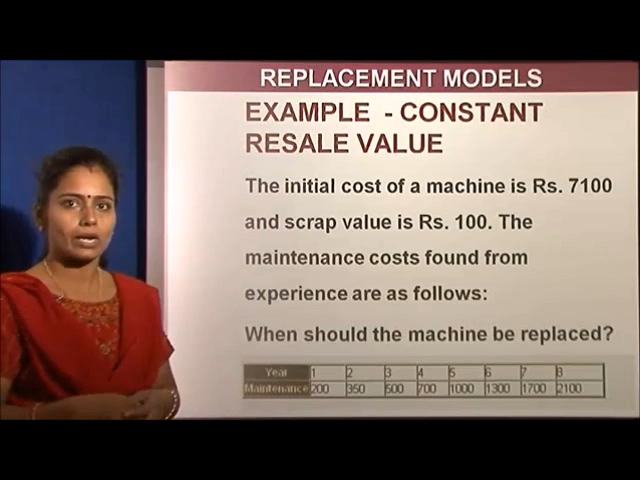 REPLACEMENT MODELS
EXAMPLE - CONSTANT
RESALE VALUE
The initial cost of a machine is Rs. 7100
and scrap value is Rs. 100. The
maintenance costs found from
experience are as follows:
When should the machine be replaced?
Year 1 2 3 4 5 6 7 8
Maintenance 200 350 500 700 1000 1300 1700 2100